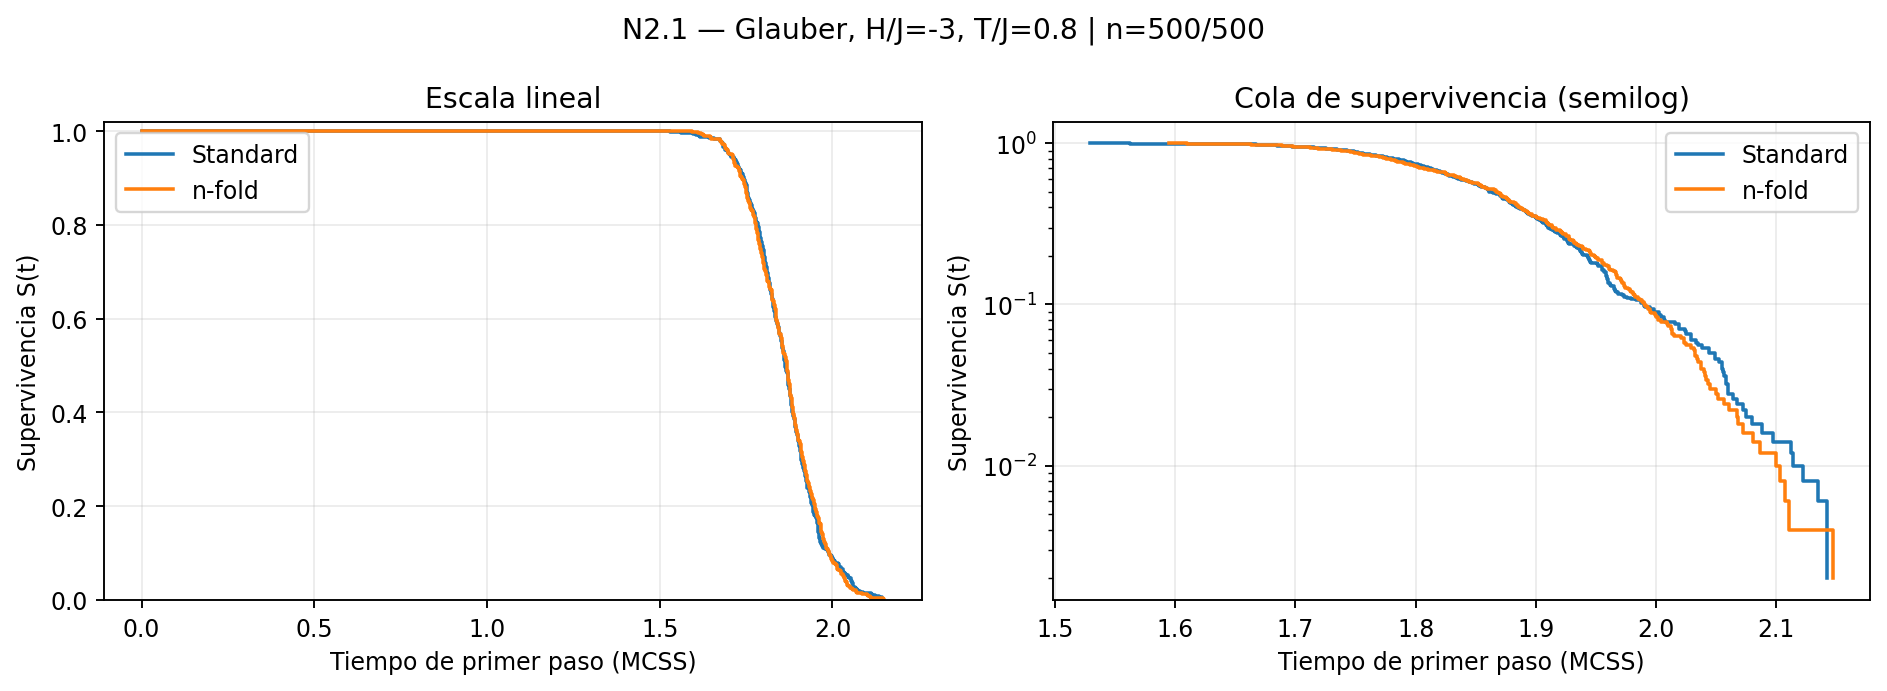 N2.1 — Glauber, H/J=-3, T/J=0.8 | n=500/500
Escala lineal
Supervivencia S(t)
1.0
0.8
0.6
0.4
0.2
0.0
Standard
n-fold
0.0 0.5 1.0 1.5 2.0
Tiempo de primer paso (MCSS)
Cola de supervivencia (semilog)
Supervivencia S(t)
10⁰
10⁻¹
10⁻²
Standard
n-fold
1.5 1.6 1.7 1.8 1.9 2.0 2.1
Tiempo de primer paso (MCSS)